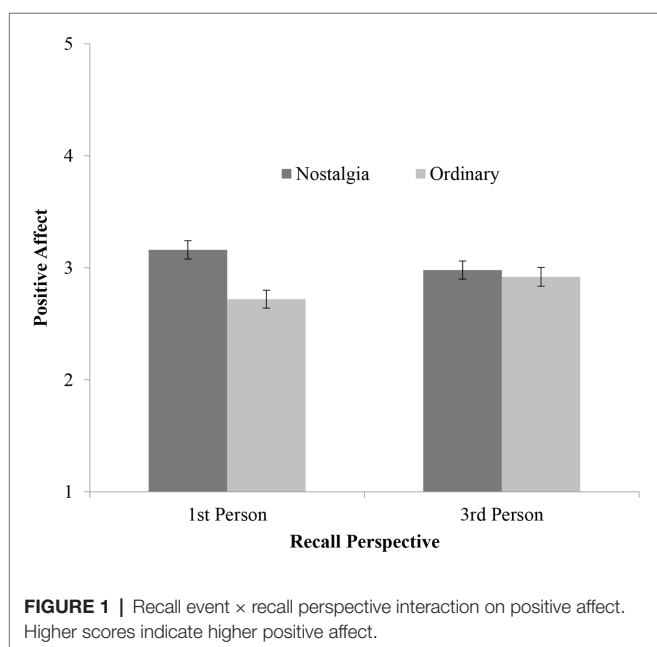 5
4
Nostalgia Ordinary
Positive Affect
3
2
1
1st Person 3rd Person
Recall Perspective
FIGURE 1 | Recall event × recall perspective interaction on positive affect.
Higher scores indicate higher positive affect.